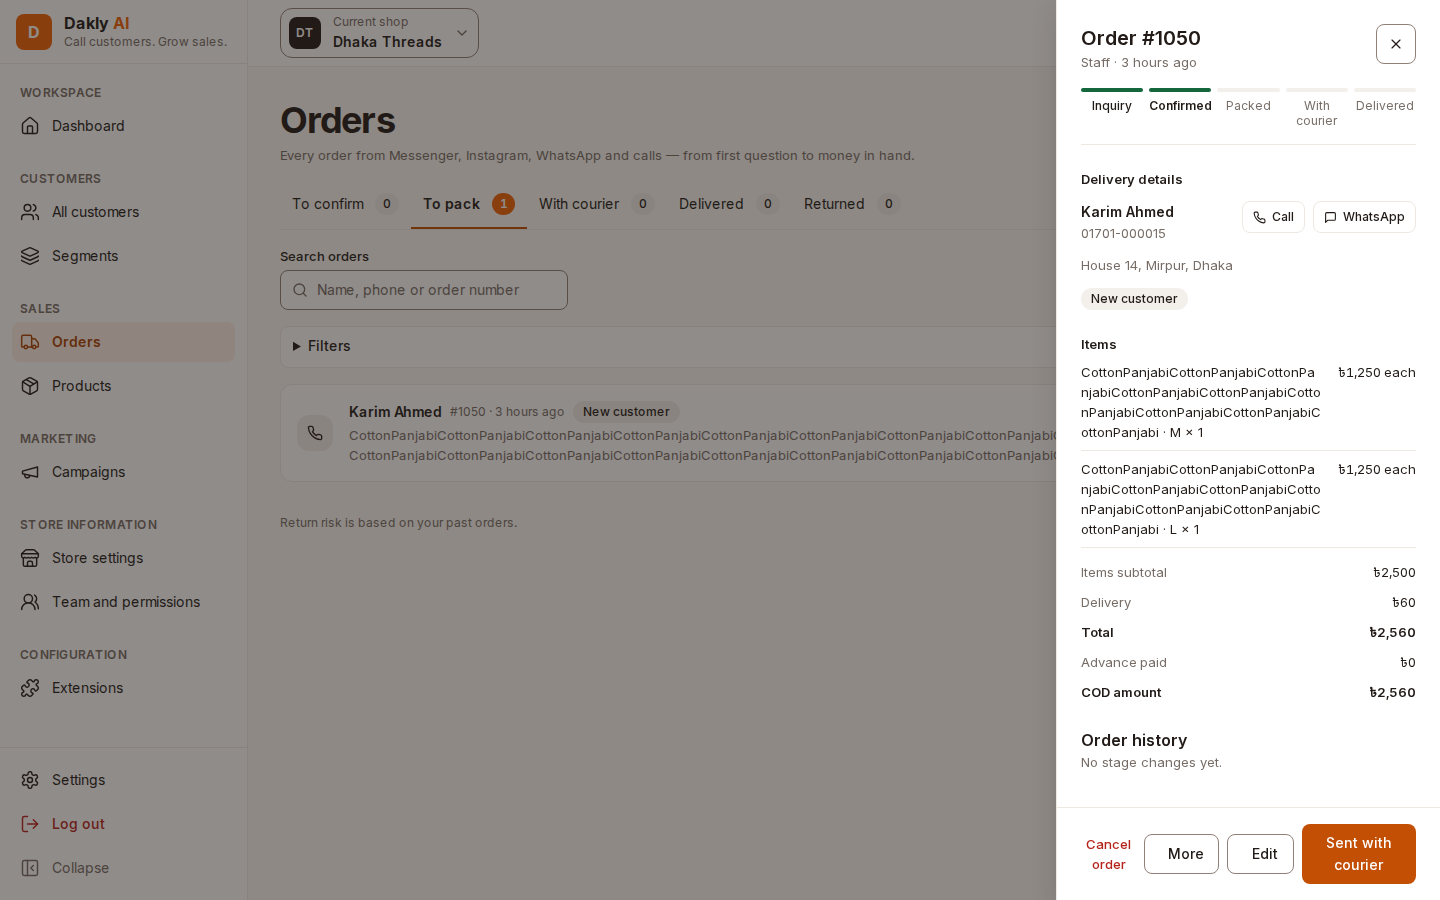 D
Dakly AI
Call customers. Grow sales.
WORKSPACE
Dashboard
CUSTOMERS
All customers
Segments
SALES
Orders
Products
MARKETING
Campaigns
STORE INFORMATION
Store settings
Team and permissions
CONFIGURATION
Extensions
Settings
Log out
Collapse
DT
Current shop
Dhaka Threads
Orders
Every order from Messenger, Instagram, WhatsApp and calls — from first question to money in hand.
To confirm 0 To pack 1 With courier 0 Delivered 0 Returned 0
Search orders
Name, phone or order number
Filters
Karim Ahmed #1050 · 3 hours ago New customer
CottonPanjabiCottonPanjabiCottonPanjabiCottonPanjabiCottonPanjabiCottonPanjabiCottonPanjabiCottonPanjabi
CottonPanjabiCottonPanjabiCottonPanjabiCottonPanjabiCottonPanjabiCottonPanjabiCottonPanjabiCottonPanjabi
Return risk is based on your past orders.
Order #1050
Staff · 3 hours ago
Inquiry Confirmed Packed With courier Delivered
Delivery details
Karim Ahmed
01701-000015
Call WhatsApp
House 14, Mirpur, Dhaka
New customer
Items
CottonPanjabiCottonPanjabiCottonPa ৳1,250 each
njabiCottonPanjabiCottonPanjabiCotto
nPanjabiCottonPanjabiCottonPanjabiC
ottonPanjabi · M × 1
CottonPanjabiCottonPanjabiCottonPa ৳1,250 each
njabiCottonPanjabiCottonPanjabiCotto
nPanjabiCottonPanjabiCottonPanjabiC
ottonPanjabi · L × 1
Items subtotal ৳2,500
Delivery ৳60
Total ৳2,560
Advance paid ৳0
COD amount ৳2,560
Order history
No stage changes yet.
Cancel order
More
Edit
Sent with courier